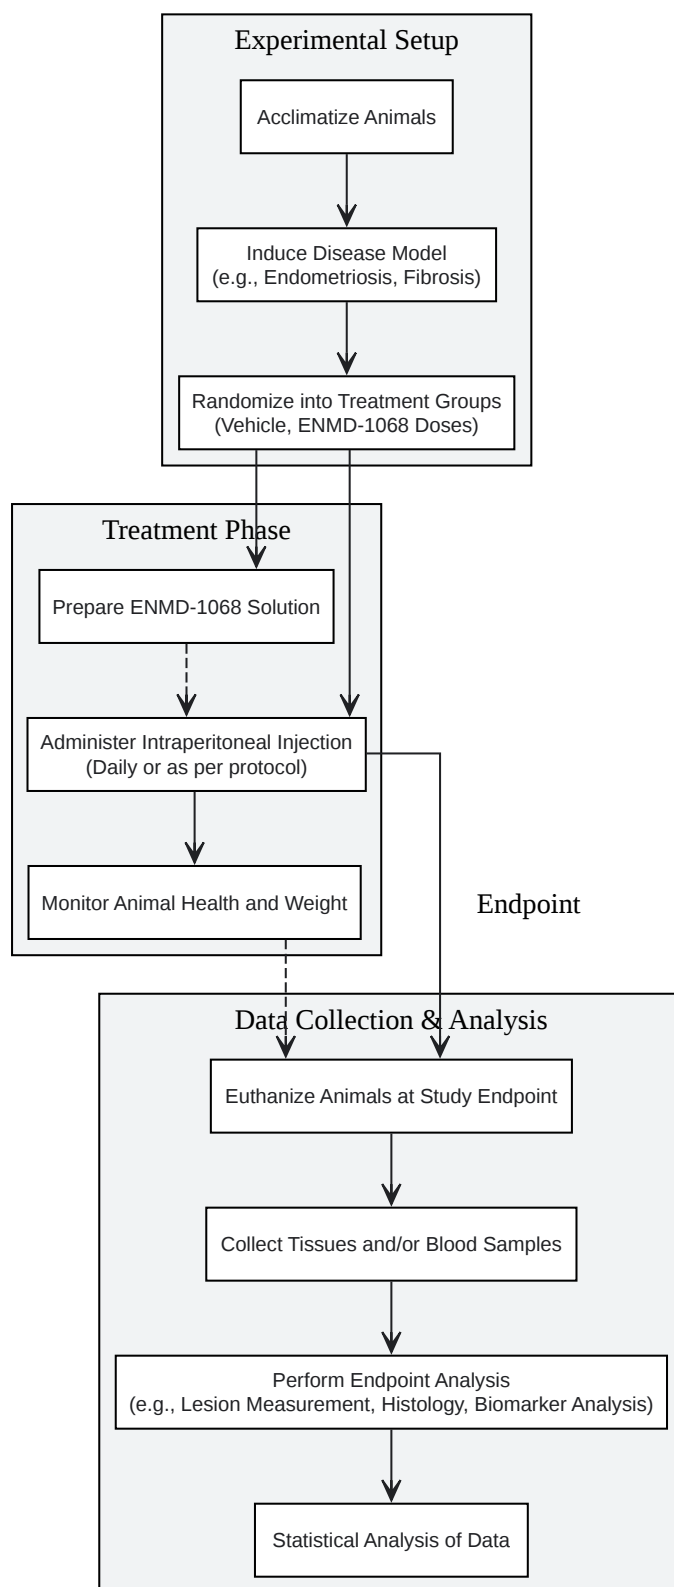 Experimental Setup
Acclimatize Animals
Induce Disease Model
(e.g., Endometriosis, Fibrosis)
Randomize into Treatment Groups
(Vehicle, ENMD-1068 Doses)
Treatment Phase
Prepare ENMD-1068 Solution
Administer Intraperitoneal Injection
(Daily or as per protocol)
Monitor Animal Health and Weight
Endpoint
Data Collection & Analysis
Euthanize Animals at Study Endpoint
Collect Tissues and/or Blood Samples
Perform Endpoint Analysis
(e.g., Lesion Measurement, Histology, Biomarker Analysis)
Statistical Analysis of Data